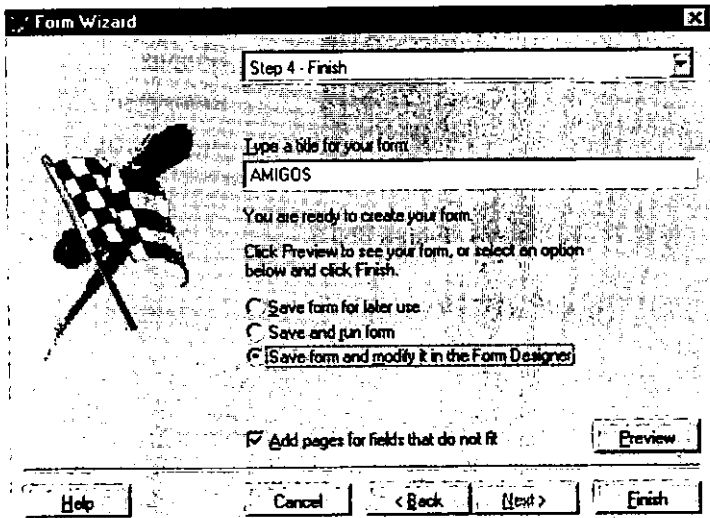 Form Wizard
Step 4 - Finish
Type a title for your form:
AMIGOS
You are ready to create your form.
Click Preview to see your form, or select an option
below and click Finish.
Save form for later use
Save and run form
Save form and modify it in the Form Designer
Add pages for fields that do not fit
Preview
Help
Cancel
< Back
Next >
Finish